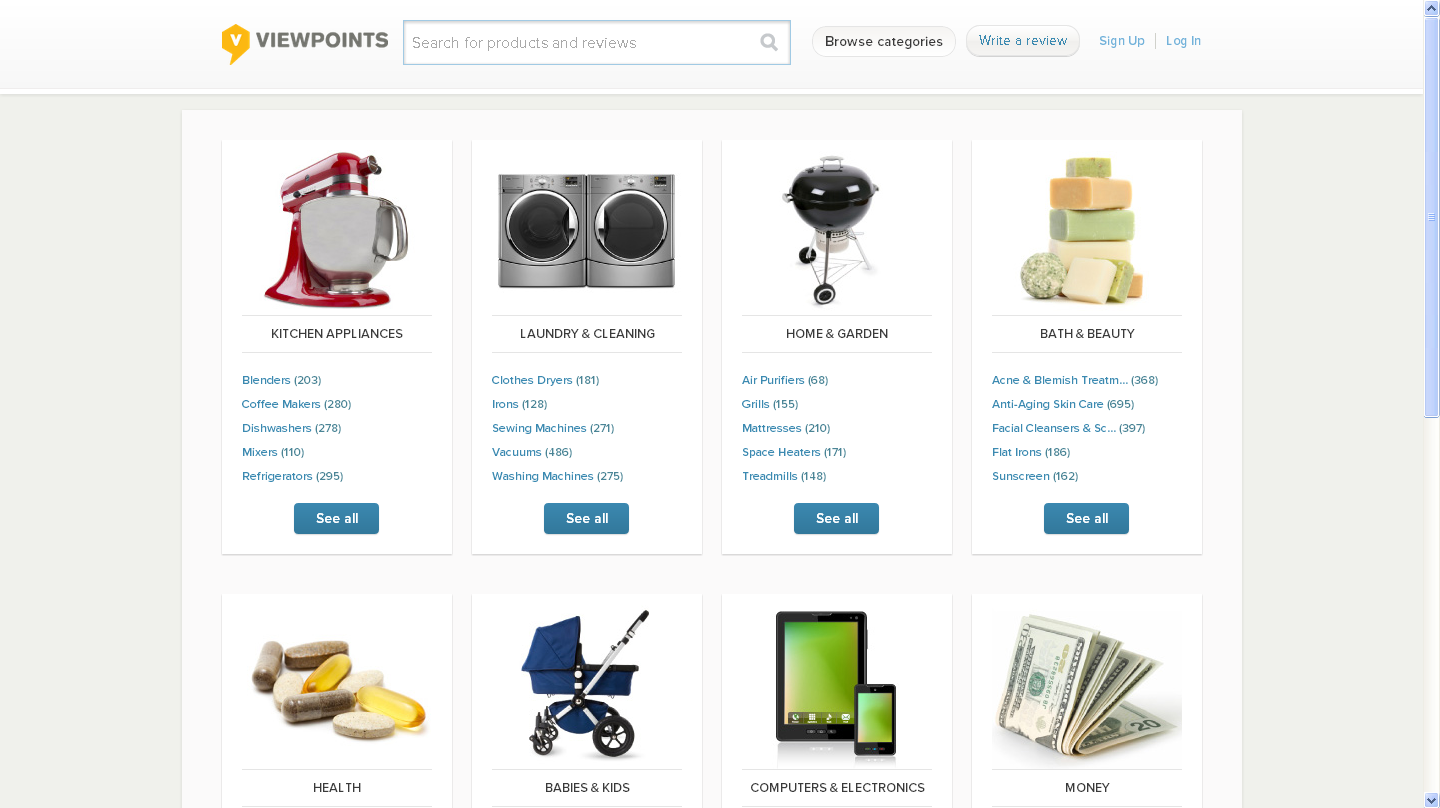 VIEWPOINTS
Search for products and reviews
Browse categories
Write a review
Sign Up
Log In
KITCHEN APPLIANCES
Blenders (203)
Coffee Makers (280)
Dishwashers (278)
Mixers (110)
Refrigerators (295)
See all
LAUNDRY & CLEANING
Clothes Dryers (181)
Irons (128)
Sewing Machines (271)
Vacuums (486)
Washing Machines (275)
See all
HOME & GARDEN
Air Purifiers (68)
Grills (155)
Mattresses (210)
Space Heaters (171)
Treadmills (148)
See all
BATH & BEAUTY
Acne & Blemish Treatm... (368)
Anti-Aging Skin Care (695)
Facial Cleansers & Sc... (397)
Flat Irons (186)
Sunscreen (162)
See all
HEALTH
BABIES & KIDS
COMPUTERS & ELECTRONICS
20
MONEY